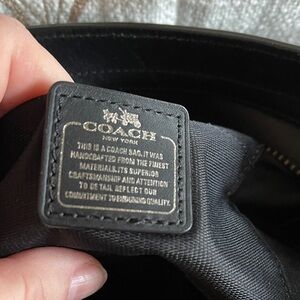 COACH
NEW YORK
THIS IS A COACH BAG. IT WAS
HANDCRAFTED FROM THE FINEST
MATERIALS. ITS SUPERIOR
CRAFTSMANSHIP AND ATTENTION
TO DETAIL REFLECT OUR
COMMITMENT TO ENDURING QUALITY.